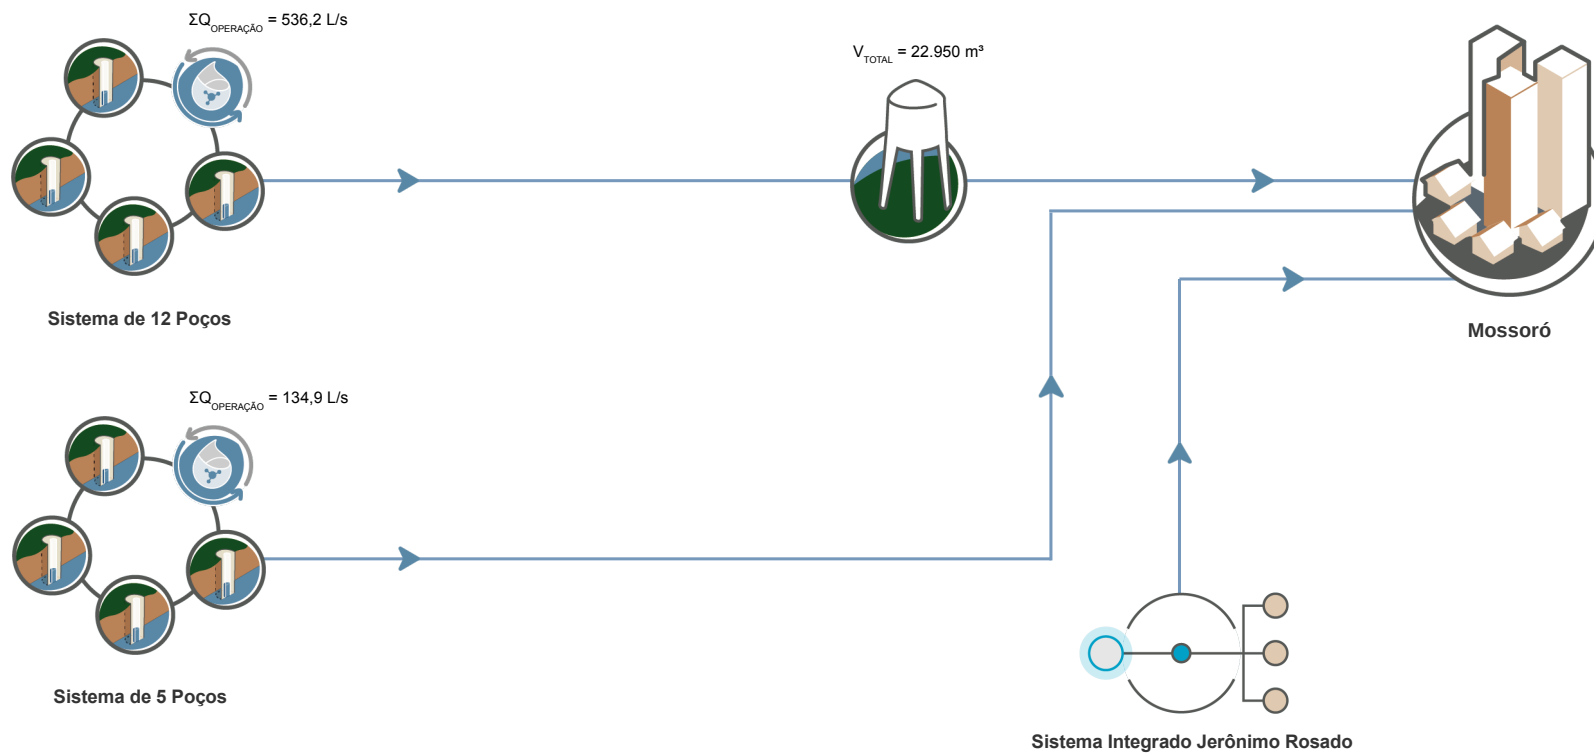 ΣQOPERAÇÃO = 536,2 L/s
VTOTAL = 22.950 m³
Sistema de 12 Poços
Mossoró
ΣQOPERAÇÃO = 134,9 L/s
Sistema de 5 Poços
Sistema Integrado Jerônimo Rosado